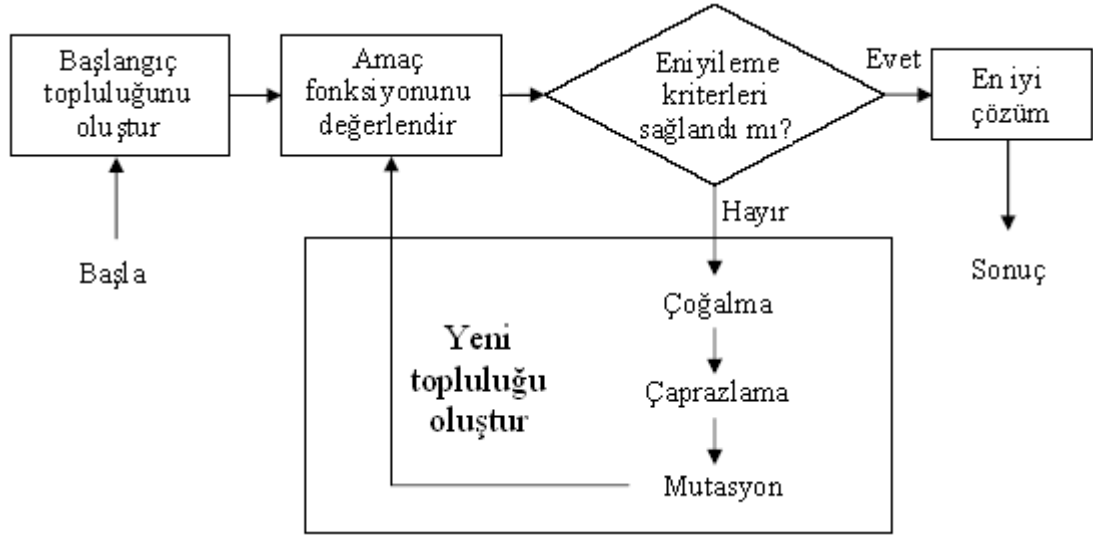 Başlangıç
topluluğunu
oluştur
Amaç
fonksiyonunu
değerlendir
Eniyileme
kriterleri
sağlandı mı?
Evet
En iyi
çözüm
Hayır
Başla
Sonuç
Yeni
topluluğu
oluştur
Çoğalma
Çaprazlama
Mutasyon